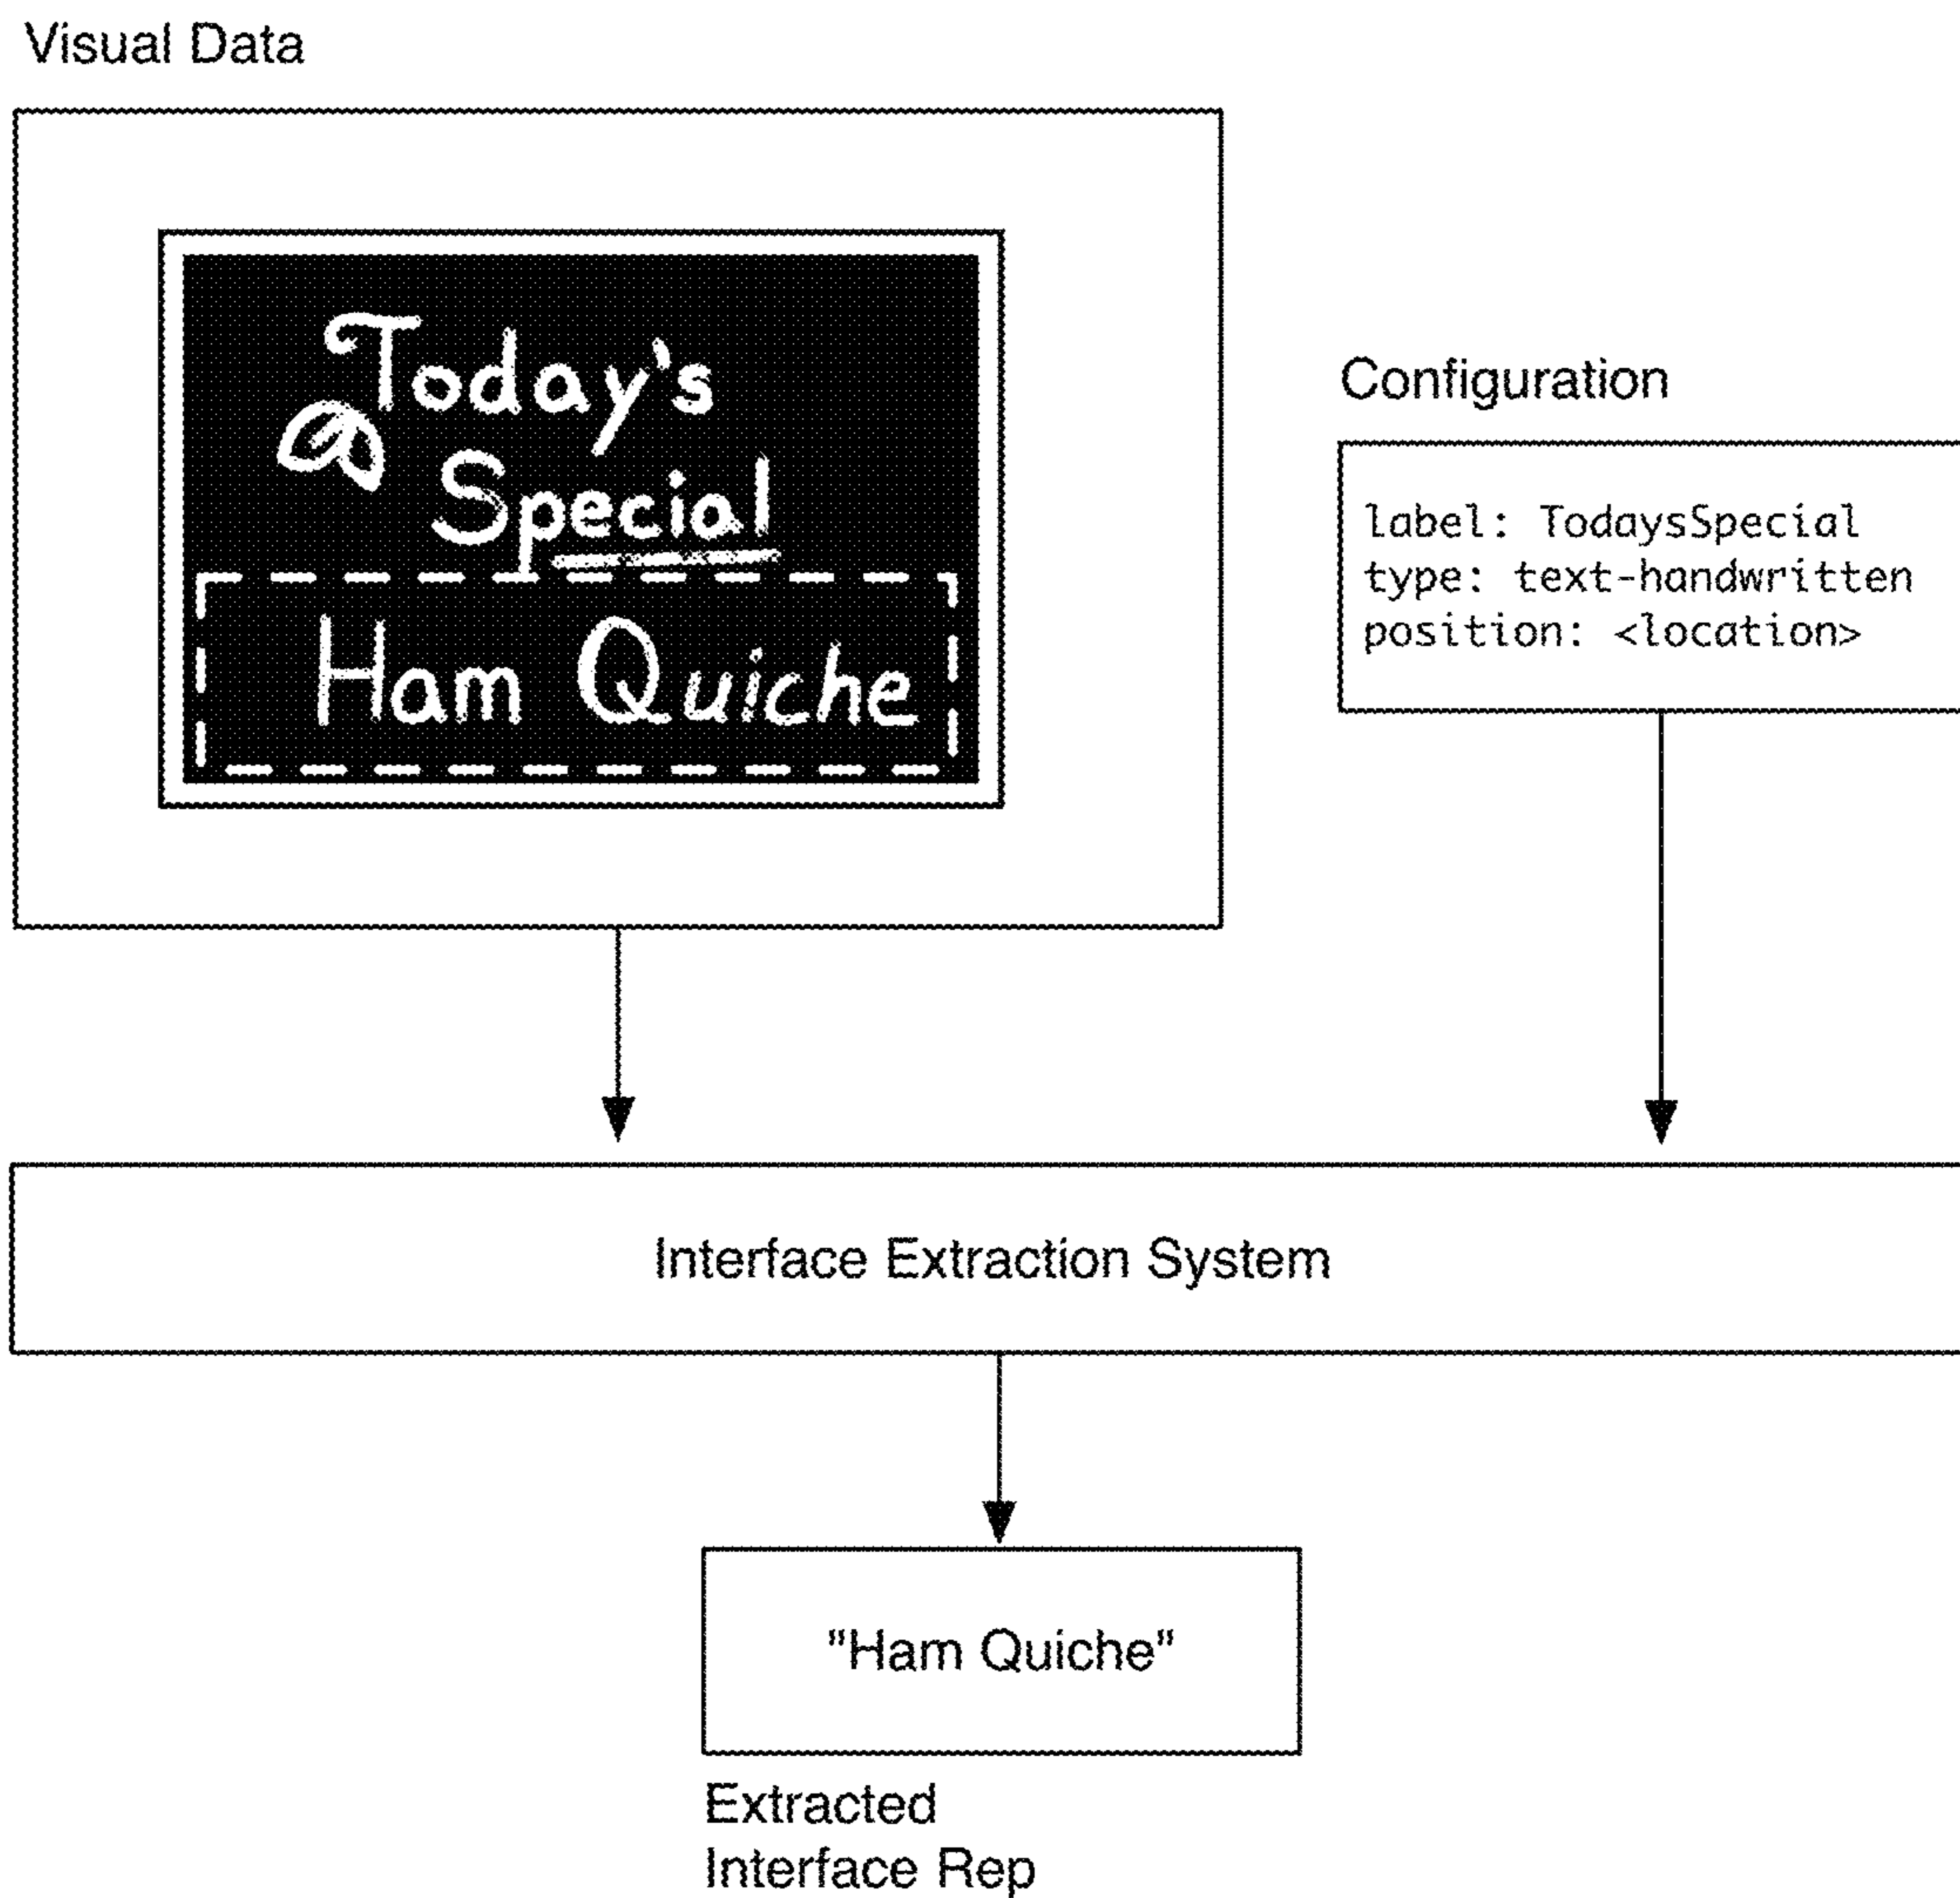 Visual Data
Today's
Special
Ham Quiche
Configuration
label: TodaysSpecial
type: text-handwritten
position: <location>
Interface Extraction System
"Ham Quiche"
Extracted
Interface Rep